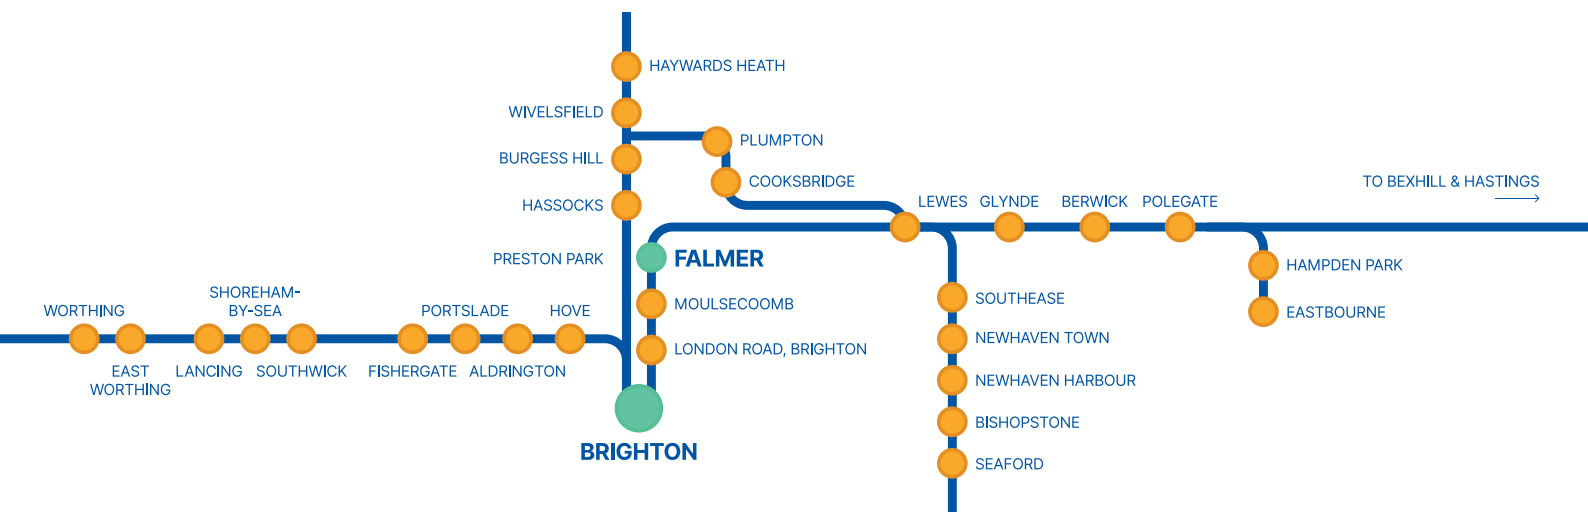 HAYWARDS HEATH
WIVELSFIELD
PLUMPTON
BURGESS HILL
COOKSBRIDGE
TO BEXHILL & HASTINGS
HASSOCKS
LEWES
GLYNDE
BERWICK
POLEGATE
PRESTON PARK
FALMER
HAMPDEN PARK
SHOREHAM-
BY-SEA
WORTHING
PORTSLADE
HOVE
MOULSECOOMB
SOUTHEASE
EASTBOURNE
NEWHAVEN TOWN
LONDON ROAD, BRIGHTON
EAST
WORTHING
LANCING
SOUTHWICK
FISHERGATE
ALDRINGTON
NEWHAVEN HARBOUR
BISHOPSTONE
BRIGHTON
SEAFORD